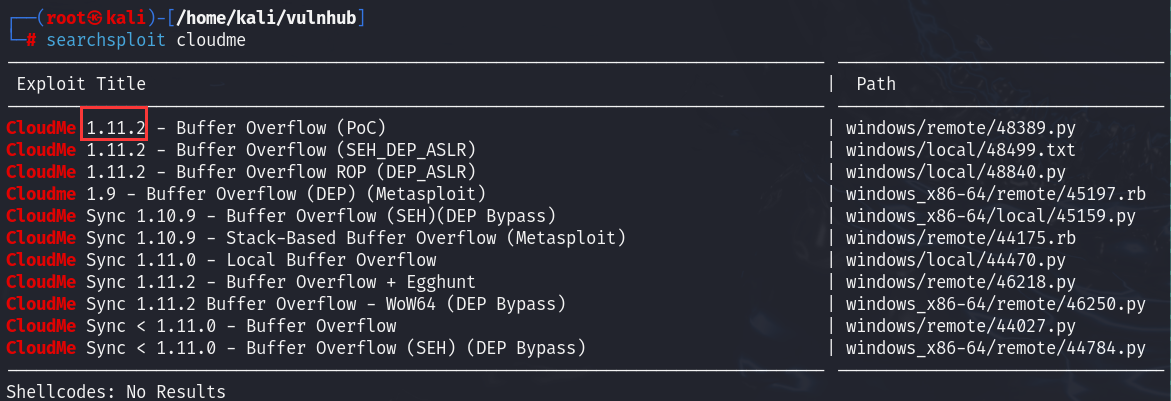 ┌──(root㉿kali)-[/home/kali/vulnhub]
└─# searchsploit cloudme
Exploit Title | Path
CloudMe 1.11.2 - Buffer Overflow (PoC) | windows/remote/48389.py
CloudMe 1.11.2 - Buffer Overflow (SEH_DEP_ASLR) | windows/local/48499.txt
CloudMe 1.11.2 - Buffer Overflow ROP (DEP_ASLR) | windows/local/48840.py
Cloudme 1.9 - Buffer Overflow (DEP) (Metasploit) | windows_x86-64/remote/45197.rb
CloudMe Sync 1.10.9 - Buffer Overflow (SEH)(DEP Bypass) | windows_x86-64/local/45159.py
CloudMe Sync 1.10.9 - Stack-Based Buffer Overflow (Metasploit) | windows/remote/44175.rb
CloudMe Sync 1.11.0 - Local Buffer Overflow | windows/local/44470.py
CloudMe Sync 1.11.2 - Buffer Overflow + Egghunt | windows/remote/46218.py
CloudMe Sync 1.11.2 Buffer Overflow - WoW64 (DEP Bypass) | windows_x86-64/remote/46250.py
CloudMe Sync < 1.11.0 - Buffer Overflow | windows/remote/44027.py
CloudMe Sync < 1.11.0 - Buffer Overflow (SEH) (DEP Bypass) | windows_x86-64/remote/44784.py
Shellcodes: No Results